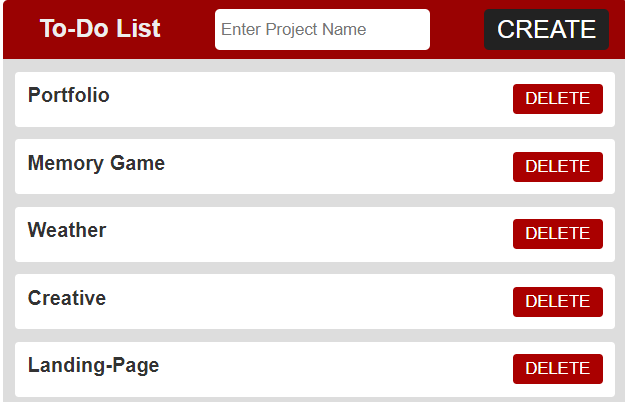 To-Do List Enter Project Name CREATE
Portfolio DELETE
Memory Game DELETE
Weather DELETE
Creative DELETE
Landing-Page DELETE